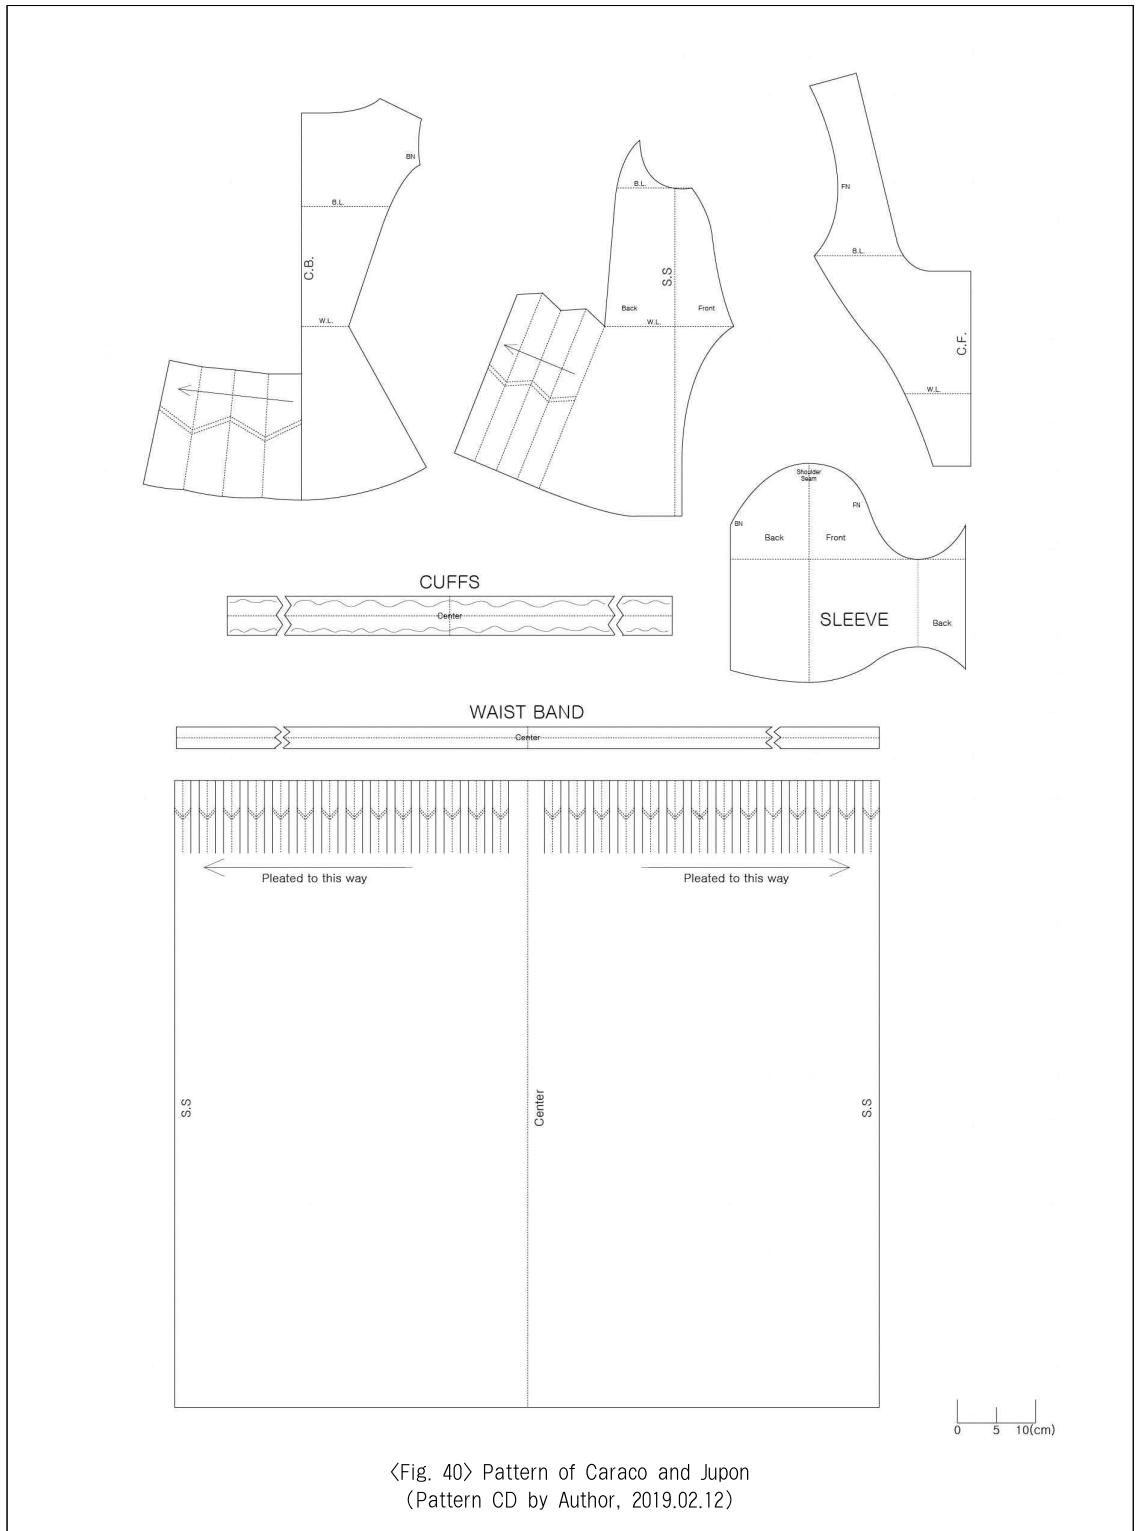 BN
B.L.
C.B.
W.L.
B.L.
S.S
Back
Front
W.L.
FN
B.L.
C.F.
W.L.
Shoulder
Seam
BN
FN
Back
Front
SLEEVE
Back
CUFFS
Center
WAIST BAND
Center
Pleated to this way
Pleated to this way
S.S
Center
S.S
0 5 10(cm)
〈Fig. 40〉 Pattern of Caraco and Jupon
(Pattern CD by Author, 2019.02.12)